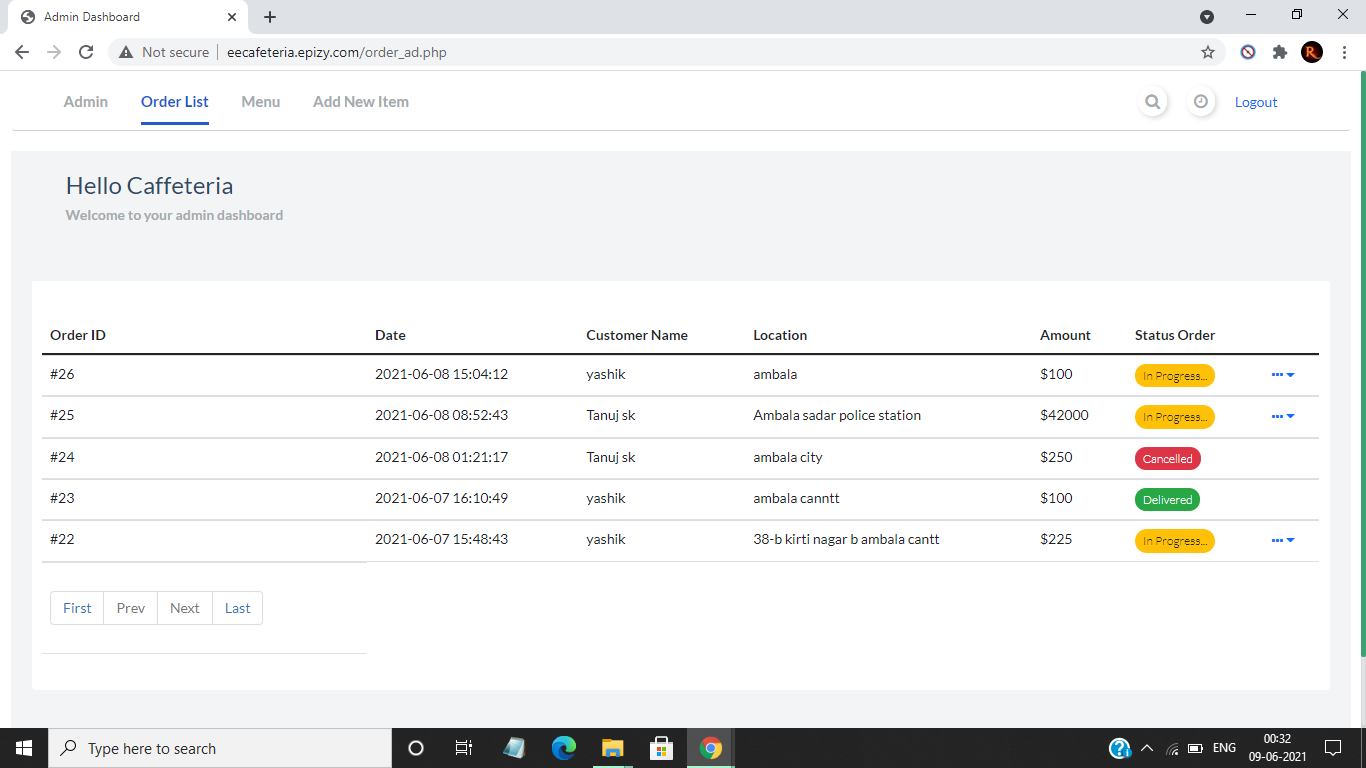 Admin Dashboard
Not secure eecafeteria.epizy.com/order_ad.php
Admin Order List Menu Add New Item Logout
Hello Caffeteria
Welcome to your admin dashboard
Order ID Date Customer Name Location Amount Status Order
#26 2021-06-08 15:04:12 yashik ambala $100 In Progress...
#25 2021-06-08 08:52:43 Tanuj sk Ambala sadar police station $42000 In Progress...
#24 2021-06-08 01:21:17 Tanuj sk ambala city $250 Cancelled
#23 2021-06-07 16:10:49 yashik ambala canntt $100 Delivered
#22 2021-06-07 15:48:43 yashik 38-b kirti nagar b ambala cantt $225 In Progress...
First Prev Next Last
Type here to search
ENG
00:32
09-06-2021